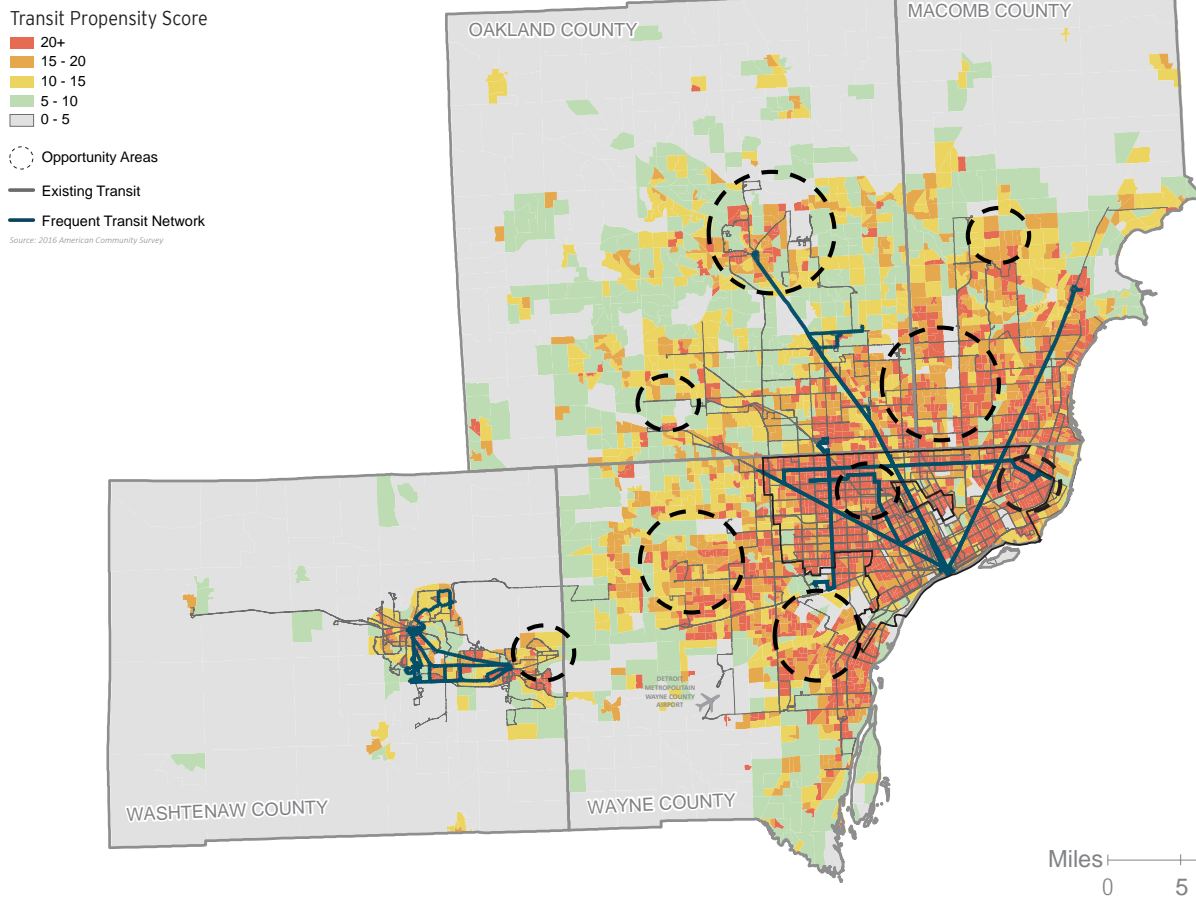 Transit Propensity Score
20+
15 - 20
10 - 15
5 - 10
0 - 5
Opportunity Areas
Existing Transit
Frequent Transit Network
Source: 2016 American Community Survey
OAKLAND COUNTY
MACOMB COUNTY
DETROIT
METROPOLITAN
WAYNE COUNTY
AIRPORT
WASHTENAW COUNTY
WAYNE COUNTY
Miles
0 5